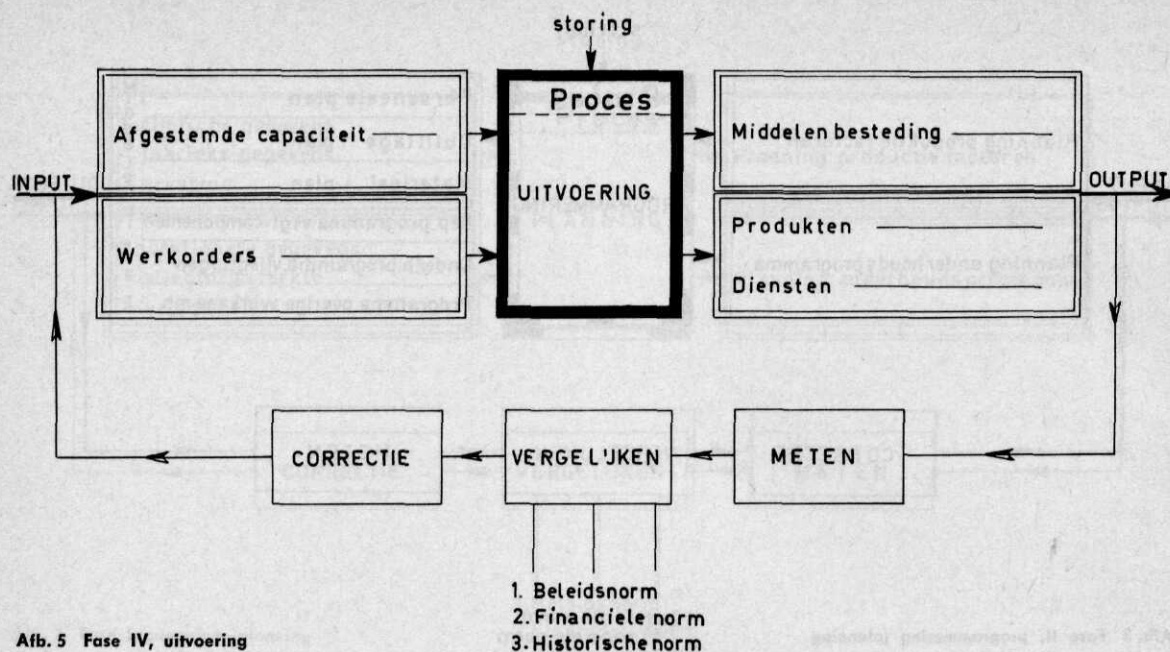 storing
Proces
Afgestemde capaciteit
Middelen besteding
INPUT
UITVOERING
OUTPUT
Werkorders
Produkten
Diensten
CORRECTIE
VERGELIJKEN
METEN
1. Beleidsnorm
2. Financiele norm
3. Historische norm
Afb. 5 Fase IV, uitvoering